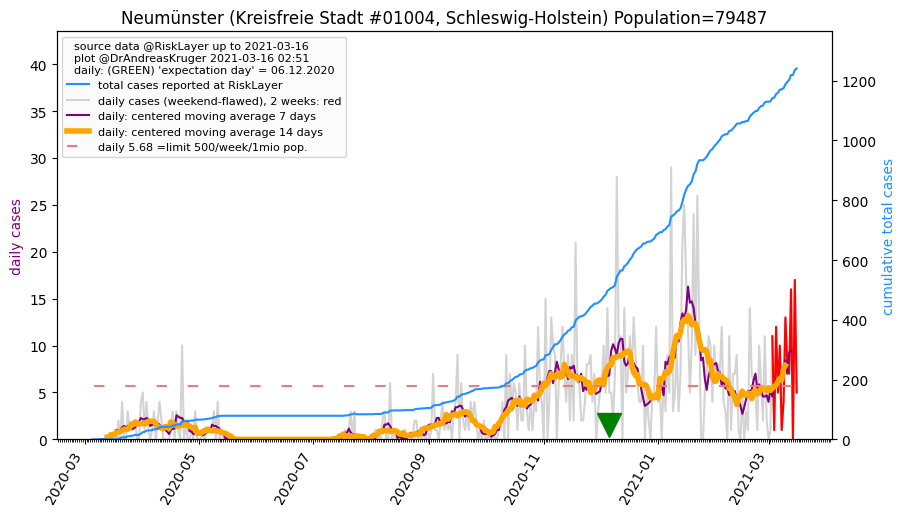 Neumünster (Kreisfreie Stadt #01004, Schleswig-Holstein) Population=79487
source data @RiskLayer up to 2021-03-16
plot @DrAndreasKruger 2021-03-16 02:51
daily: (GREEN) 'expectation day' = 06.12.2020
total cases reported at RiskLayer
daily cases (weekend-flawed), 2 weeks: red
daily: centered moving average 7 days
daily: centered moving average 14 days
daily 5.68 =limit 500/week/1mio pop.
daily cases
40
35
30
25
20
15
10
5
0
cumulative total cases
1200
1000
800
600
400
200
0
2020-03
2020-05
2020-07
2020-09
2020-11
2021-01
2021-03